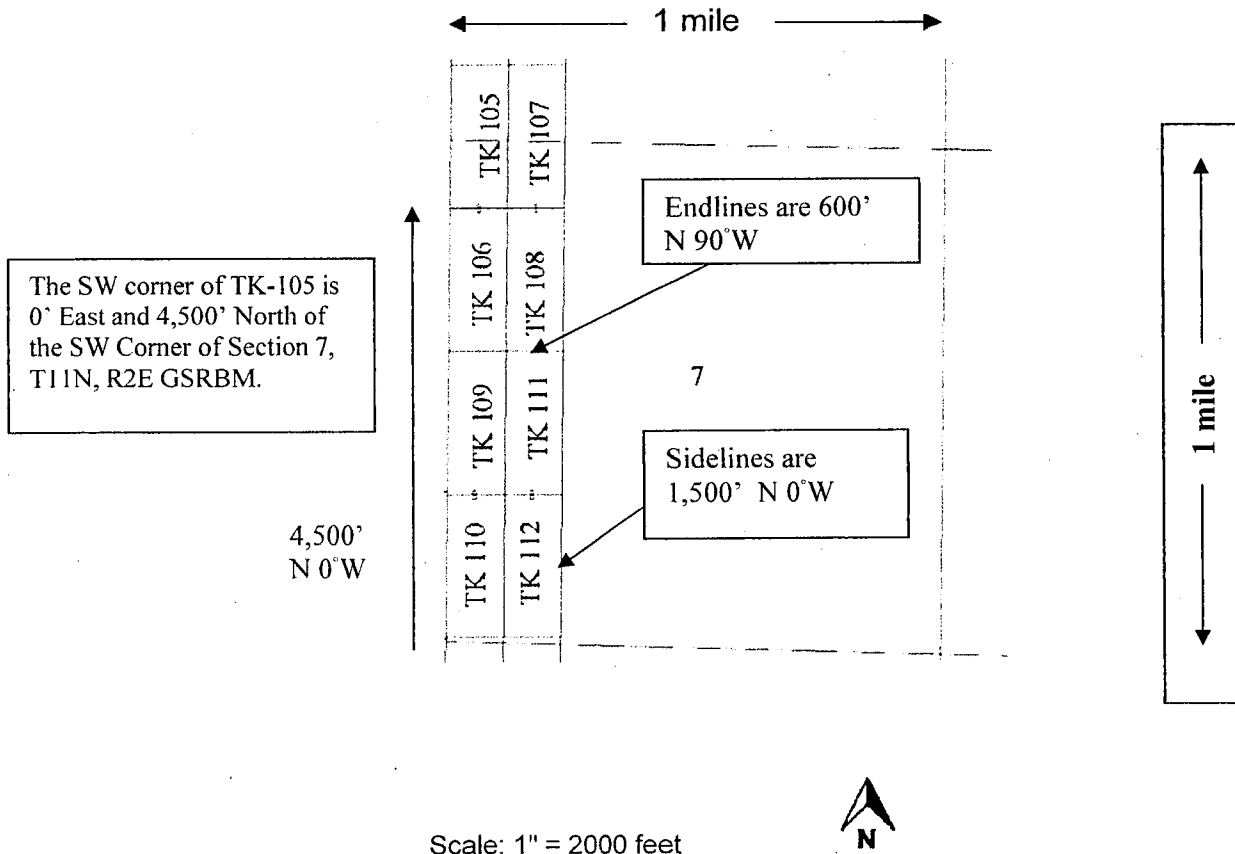 1 mile
TK 105
TK 107
Endlines are 600’
N 90°W
The SW corner of TK-105 is
0’ East and 4,500’ North of
the SW Corner of Section 7,
T11N, R2E GSRBM.
TK 106
TK 108
7
1 mile
TK 109
TK 111
Sidelines are
1,500’ N 0°W
4,500’
N 0°W
TK 110
TK 112
Scale: 1" = 2000 feet
N